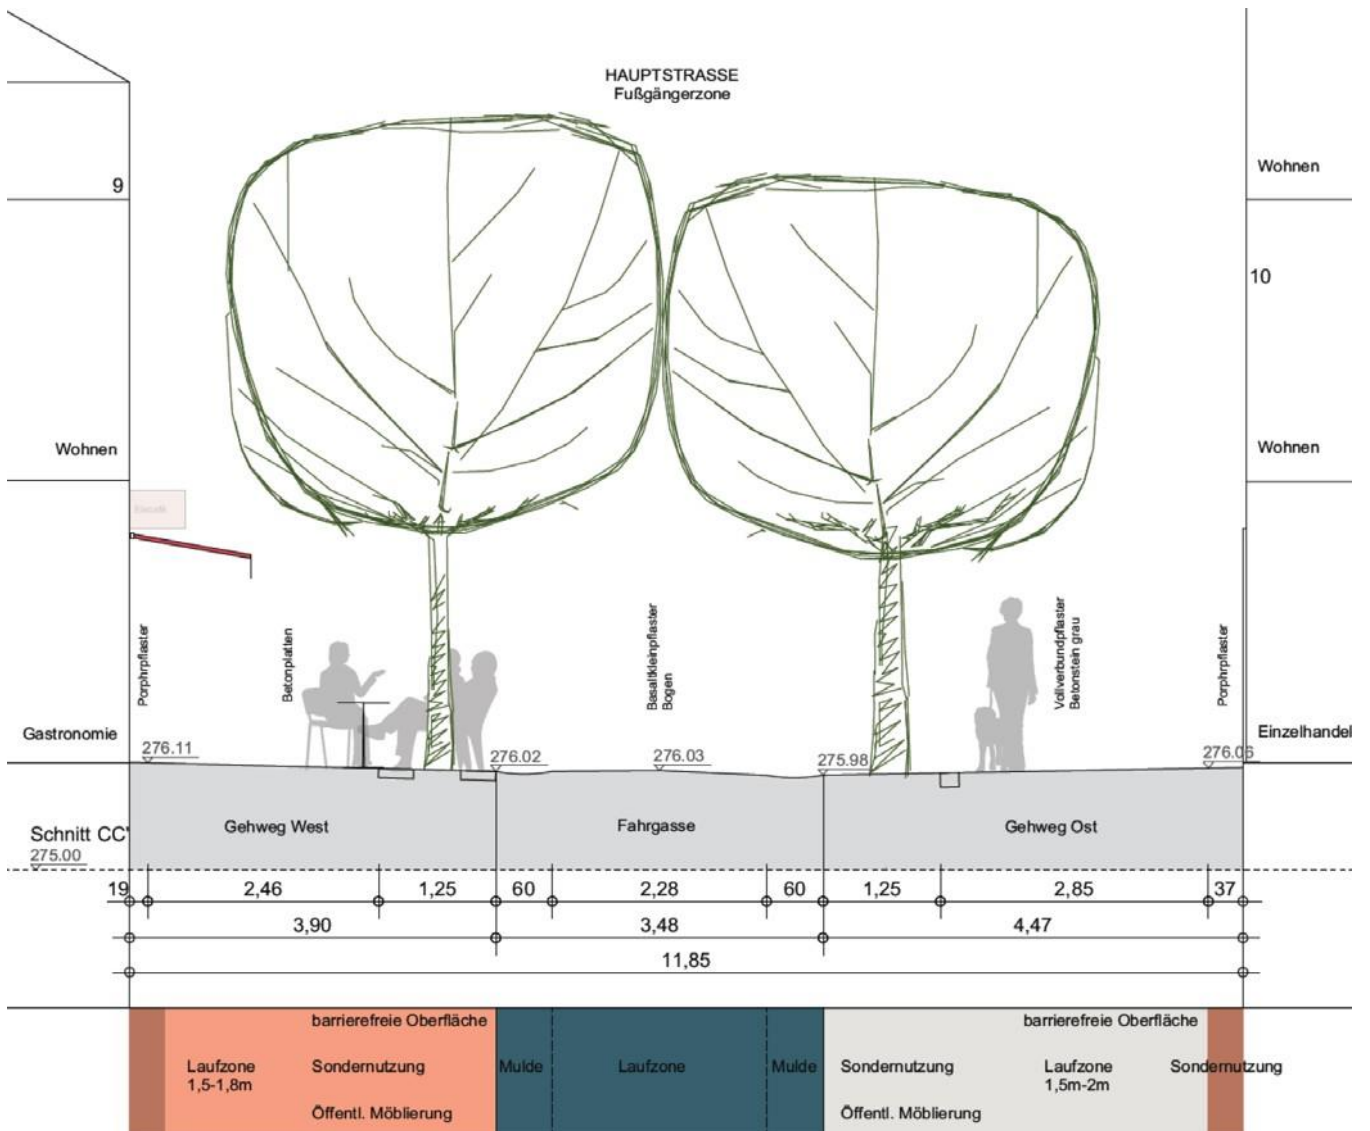 HAUPTSTRASSE
Fußgängerzone
9
Wohnen
Wohnen
10
Wohnen
Gastronomie
Porphrpflaster
Betonplatten
Basaltkleinpflaster
Bogen
Vollverbundpflaster
Betonstein grau
Porphrpflaster
Einzelhandel
276.11
276.02
276.03
275.98
276.06
Gehweg West
Fahrgasse
Gehweg Ost
Schnitt CC'
275.00
19 2,46 1,25 60 2,28 60 1,25 2,85 37
3,90 3,48 4,47
11,85
barrierefreie Oberfläche
Laufzone
1,5-1,8m
Sondernutzung
Öffentl. Möblierung
Mulde
Laufzone
Mulde
barrierefreie Oberfläche
Sondernutzung
Öffentl. Möblierung
Laufzone
1,5m-2m
Sondernutzung